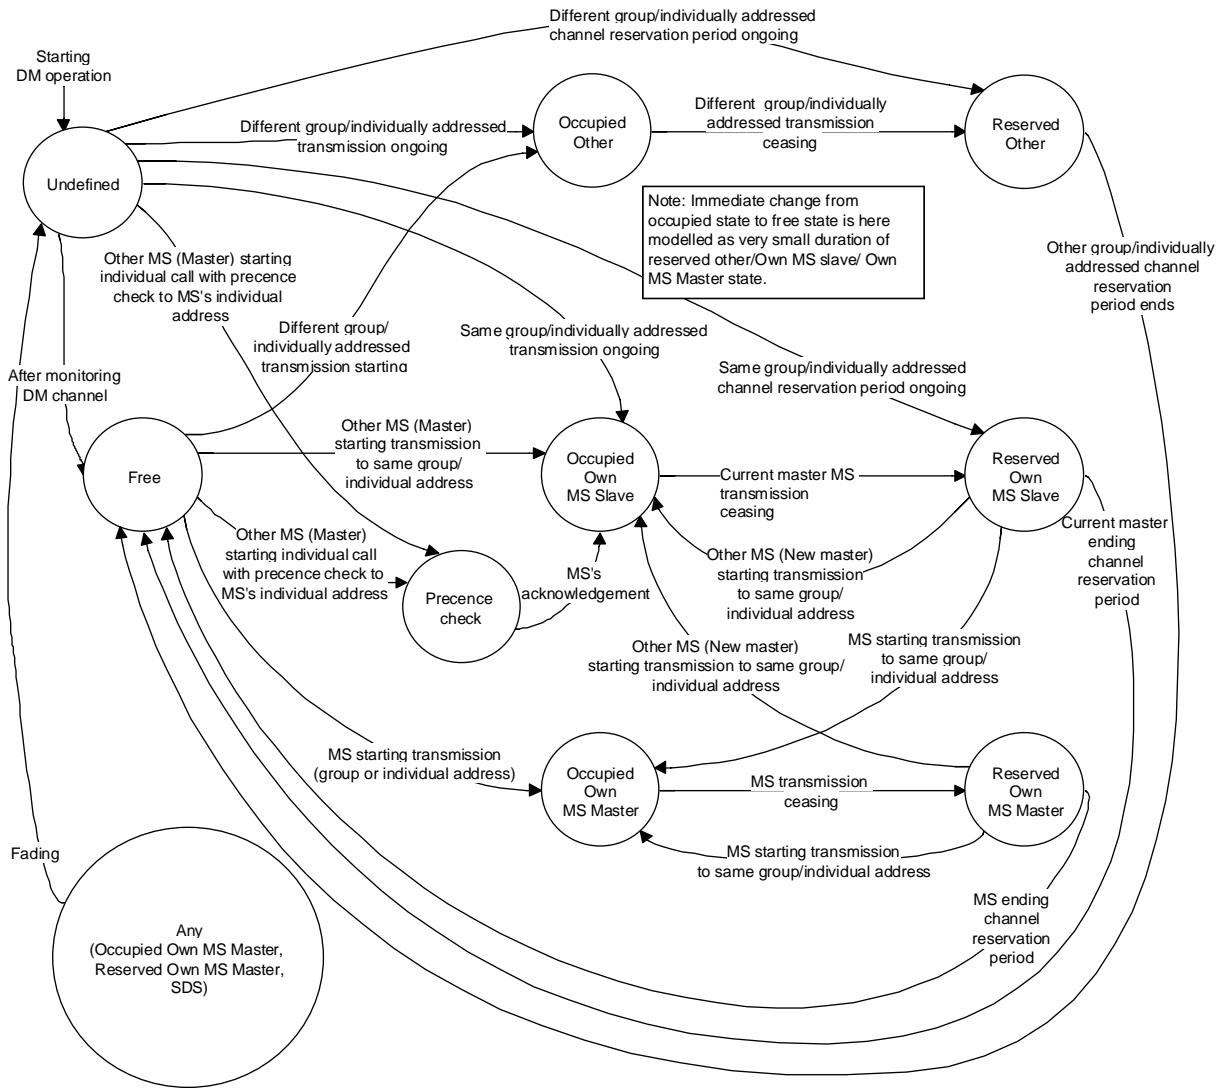 Different group/individually addressed
channel reservation period ongoing
Starting
DM operation
Different group/individually addressed
transmission ongoing
Occupied
Other
Different group/individually
addressed transmission
ceasing
Reserved
Other
Undefined
Note: Immediate change from
occupied state to free state is here
modelled as very small duration of
reserved other/Own MS slave/ Own
MS Master state.
Other MS (Master) starting
individual call with precence
check to MS's individual
address
Other group/individually
addressed channel
reservation
period ends
Different group/
individually addressed
transmission starting
Same group/individually addressed
transmission ongoing
Same group/individually addressed
channel reservation period ongoing
After monitoring
DM channel
Other MS (Master)
starting transmission
to same group/
individual address
Free
Occupied
Own
MS Slave
Current master MS
transmission
ceasing
Reserved
Own
MS Slave
Current master
ending
channel
reservation
period
Other MS (Master)
starting individual call
with precence check to
MS's individual address
Precence
check
MS's
acknowledgement
Other MS (New master)
starting transmission
to same group/
individual address
Other MS (New master)
starting transmission to same group/
individual address
MS starting transmission
to same group/
individual address
MS starting transmission
(group or individual address)
Occupied
Own
MS Master
MS transmission
ceasing
Reserved
Own
MS Master
MS starting transmission
to same group/individual address
Fading
MS ending
channel
reservation
period
Any
(Occupied Own MS Master,
Reserved Own MS Master,
SDS)